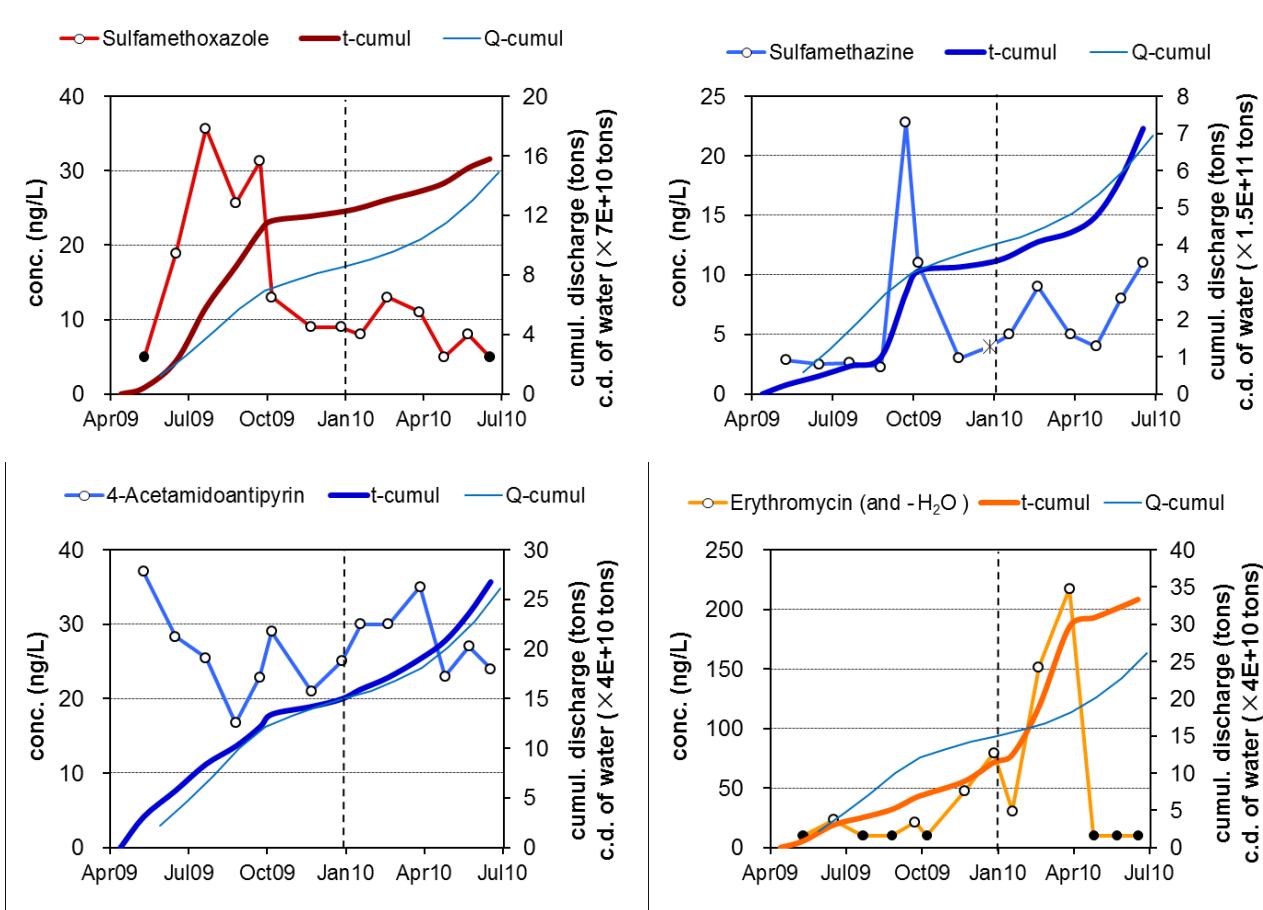 Sulfamethoxazole t-cumul Q-cumul
40
30
20
10
0
conc. (ng/L)
20
16
12
8
4
0
cumul. discharge (tons)
c.d. of water (×7E+10 tons)
Apr09 Jul09 Oct09 Jan10 Apr10 Jul10
Sulfamethazine t-cumul Q-cumul
25
20
15
10
5
0
conc. (ng/L)
8
7
6
5
4
3
2
1
0
cumul. discharge (tons)
c.d. of water (×1.5E+11 tons)
Apr09 Jul09 Oct09 Jan10 Apr10 Jul10
4-Acetamidoantipyrin t-cumul Q-cumul
40
30
20
10
0
conc. (ng/L)
30
25
20
15
10
5
0
cumul. discharge (tons)
c.d. of water (×4E+10 tons)
Apr09 Jul09 Oct09 Jan10 Apr10 Jul10
Erythromycin (and -H₂O ) t-cumul Q-cumul
250
200
150
100
50
0
conc. (ng/L)
40
35
30
25
20
15
10
5
0
cumul. discharge (tons)
c.d. of water (×4E+10 tons)
Apr09 Jul09 Oct09 Jan10 Apr10 Jul10